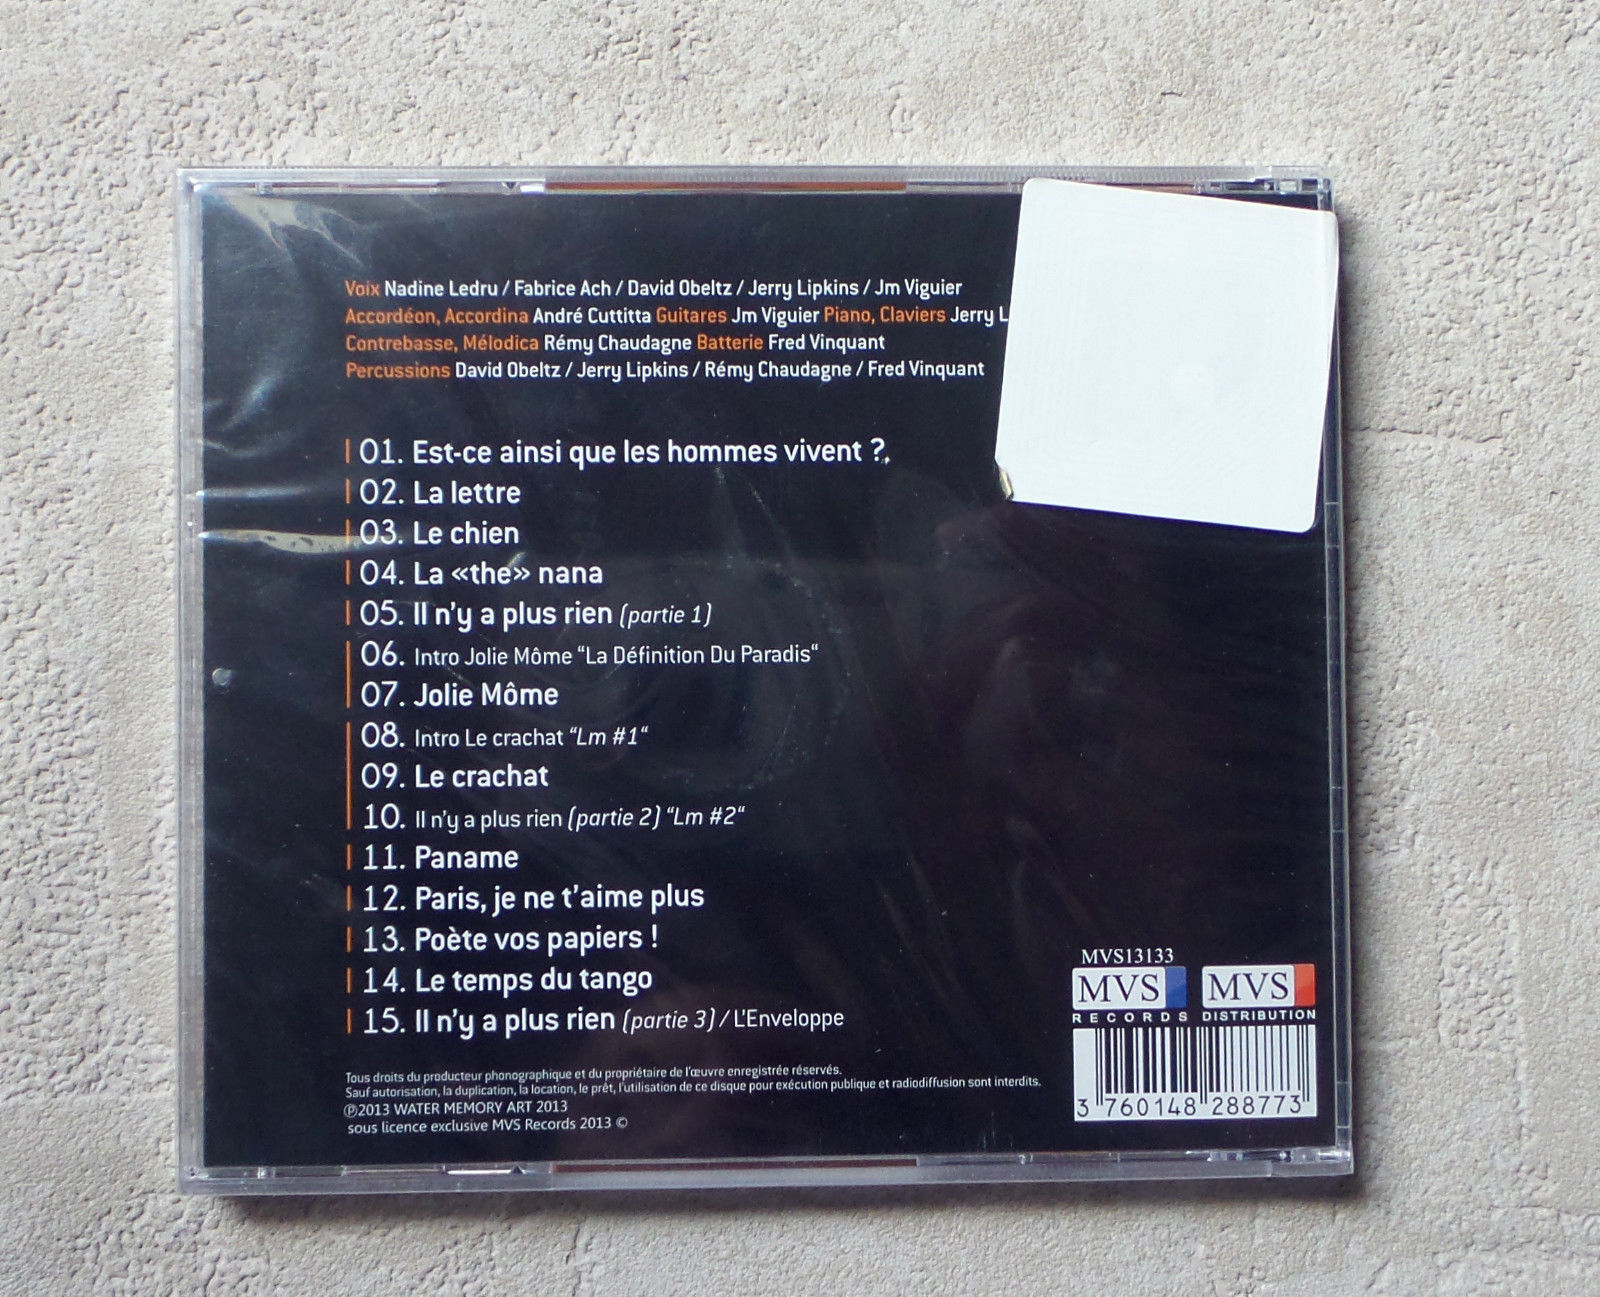 Voix Nadine Ledru / Fabrice Ach / David Obeltz / Jerry Lipkins / Jm Viguier
Accordéon, Accordina André Cuttitta Guitares Jm Viguier Piano, Claviers Jerry L
Contrebasse, Mélodica Rémy Chaudagne Batterie Fred Vinquant
Percussions David Obeltz / Jerry Lipkins / Rémy Chaudagne / Fred Vinquant
01. Est-ce ainsi que les hommes vivent ?
02. La lettre
03. Le chien
04. La «the» nana
05. Il n'y a plus rien (partie 1)
06. Intro Jolie Môme “La Définition Du Paradis“
07. Jolie Môme
08. Intro Le crachat “Lm #1“
09. Le crachat
10. Il n'y a plus rien (partie 2) “Lm #2“
11. Paname
12. Paris, je ne t'aime plus
13. Poète vos papiers !
14. Le temps du tango
15. Il n'y a plus rien (partie 3) / L'Enveloppe
Tous droits du producteur phonographique et du propriétaire de l'œuvre enregistrée réservés.
Sauf autorisation, la duplication, la location, le prêt, l'utilisation de ce disque pour exécution publique et radiodiffusion sont interdits.
℗2013 WATER MEMORY ART 2013
sous licence exclusive MVS Records 2013 ©
MVS13133
MVS MVS
RECORDS DISTRIBUTION
3 760148 288773